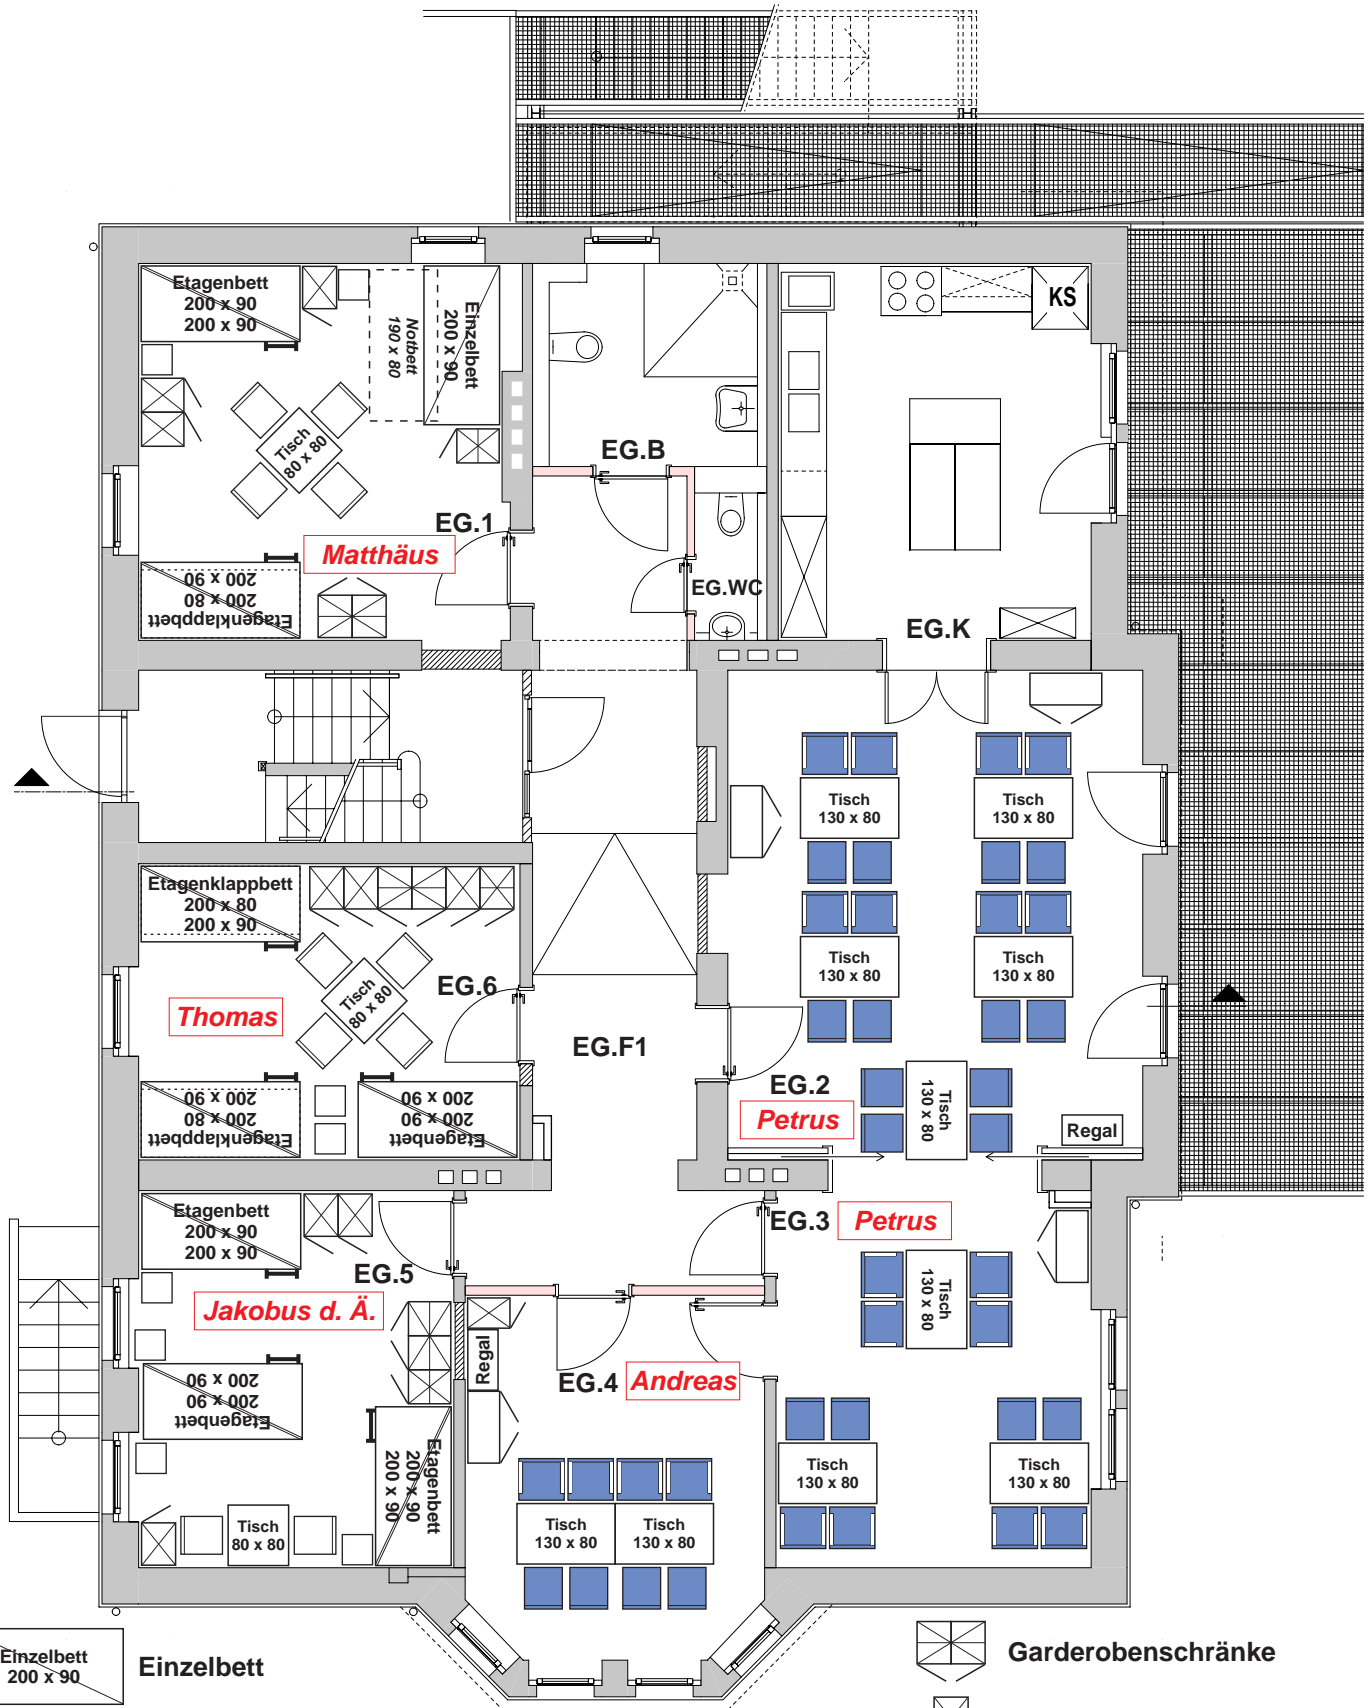 Etagenbett
200 x 90
200 x 90
Notbett
190 x 80
Einzelbett
200 x 90
KS
Tisch
80 x 80
EG.B
EG.1
Matthäus
EG.WC
Etagenklappbett
200 x 80
200 x 90
EG.K
Tisch
130 x 80
Tisch
130 x 80
Etagenklappbett
200 x 80
200 x 90
Tisch
130 x 80
Tisch
130 x 80
Tisch
80 x 80
EG.6
Thomas
EG.F1
EG.2
Petrus
Tisch
130 x 80
Regal
Etagenklappbett
200 x 80
200 x 90
Etagenbett
200 x 90
200 x 90
Etagenbett
200 x 90
200 x 90
EG.3
Petrus
EG.5
Jakobus d. Ä.
Tisch
130 x 80
Regal
EG.4
Andreas
Etagenbett
200 x 90
200 x 90
Etagenbett
200 x 90
200 x 90
Tisch
80 x 80
Tisch
130 x 80
Tisch
130 x 80
Tisch
130 x 80
Tisch
130 x 80
Einzelbett
200 x 90
Einzelbett
Garderobenschränke